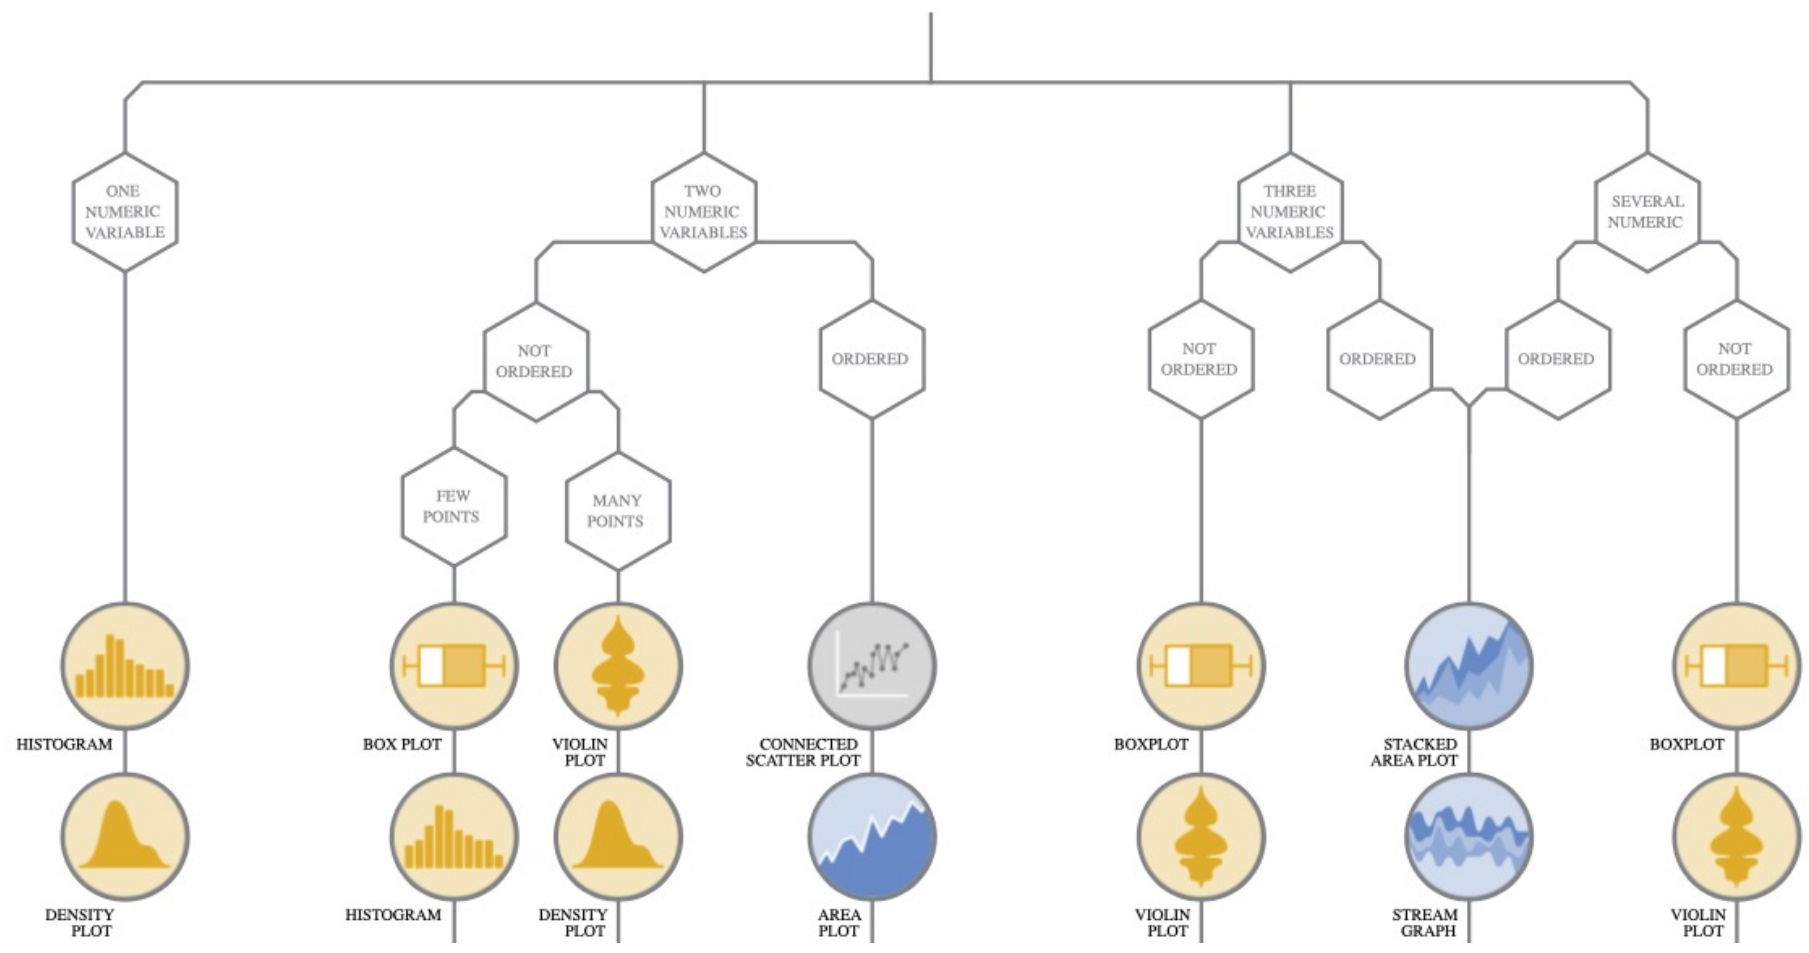 ONE
NUMERIC
VARIABLE
TWO
NUMERIC
VARIABLES
THREE
NUMERIC
VARIABLES
SEVERAL
NUMERIC
NOT
ORDERED
ORDERED
NOT
ORDERED
ORDERED
ORDERED
NOT
ORDERED
FEW
POINTS
MANY
POINTS
HISTOGRAM
BOX PLOT
VIOLIN
PLOT
CONNECTED
SCATTER PLOT
BOXPLOT
STACKED
AREA PLOT
BOXPLOT
DENSITY
PLOT
HISTOGRAM
DENSITY
PLOT
AREA
PLOT
VIOLIN
PLOT
STREAM
GRAPH
VIOLIN
PLOT